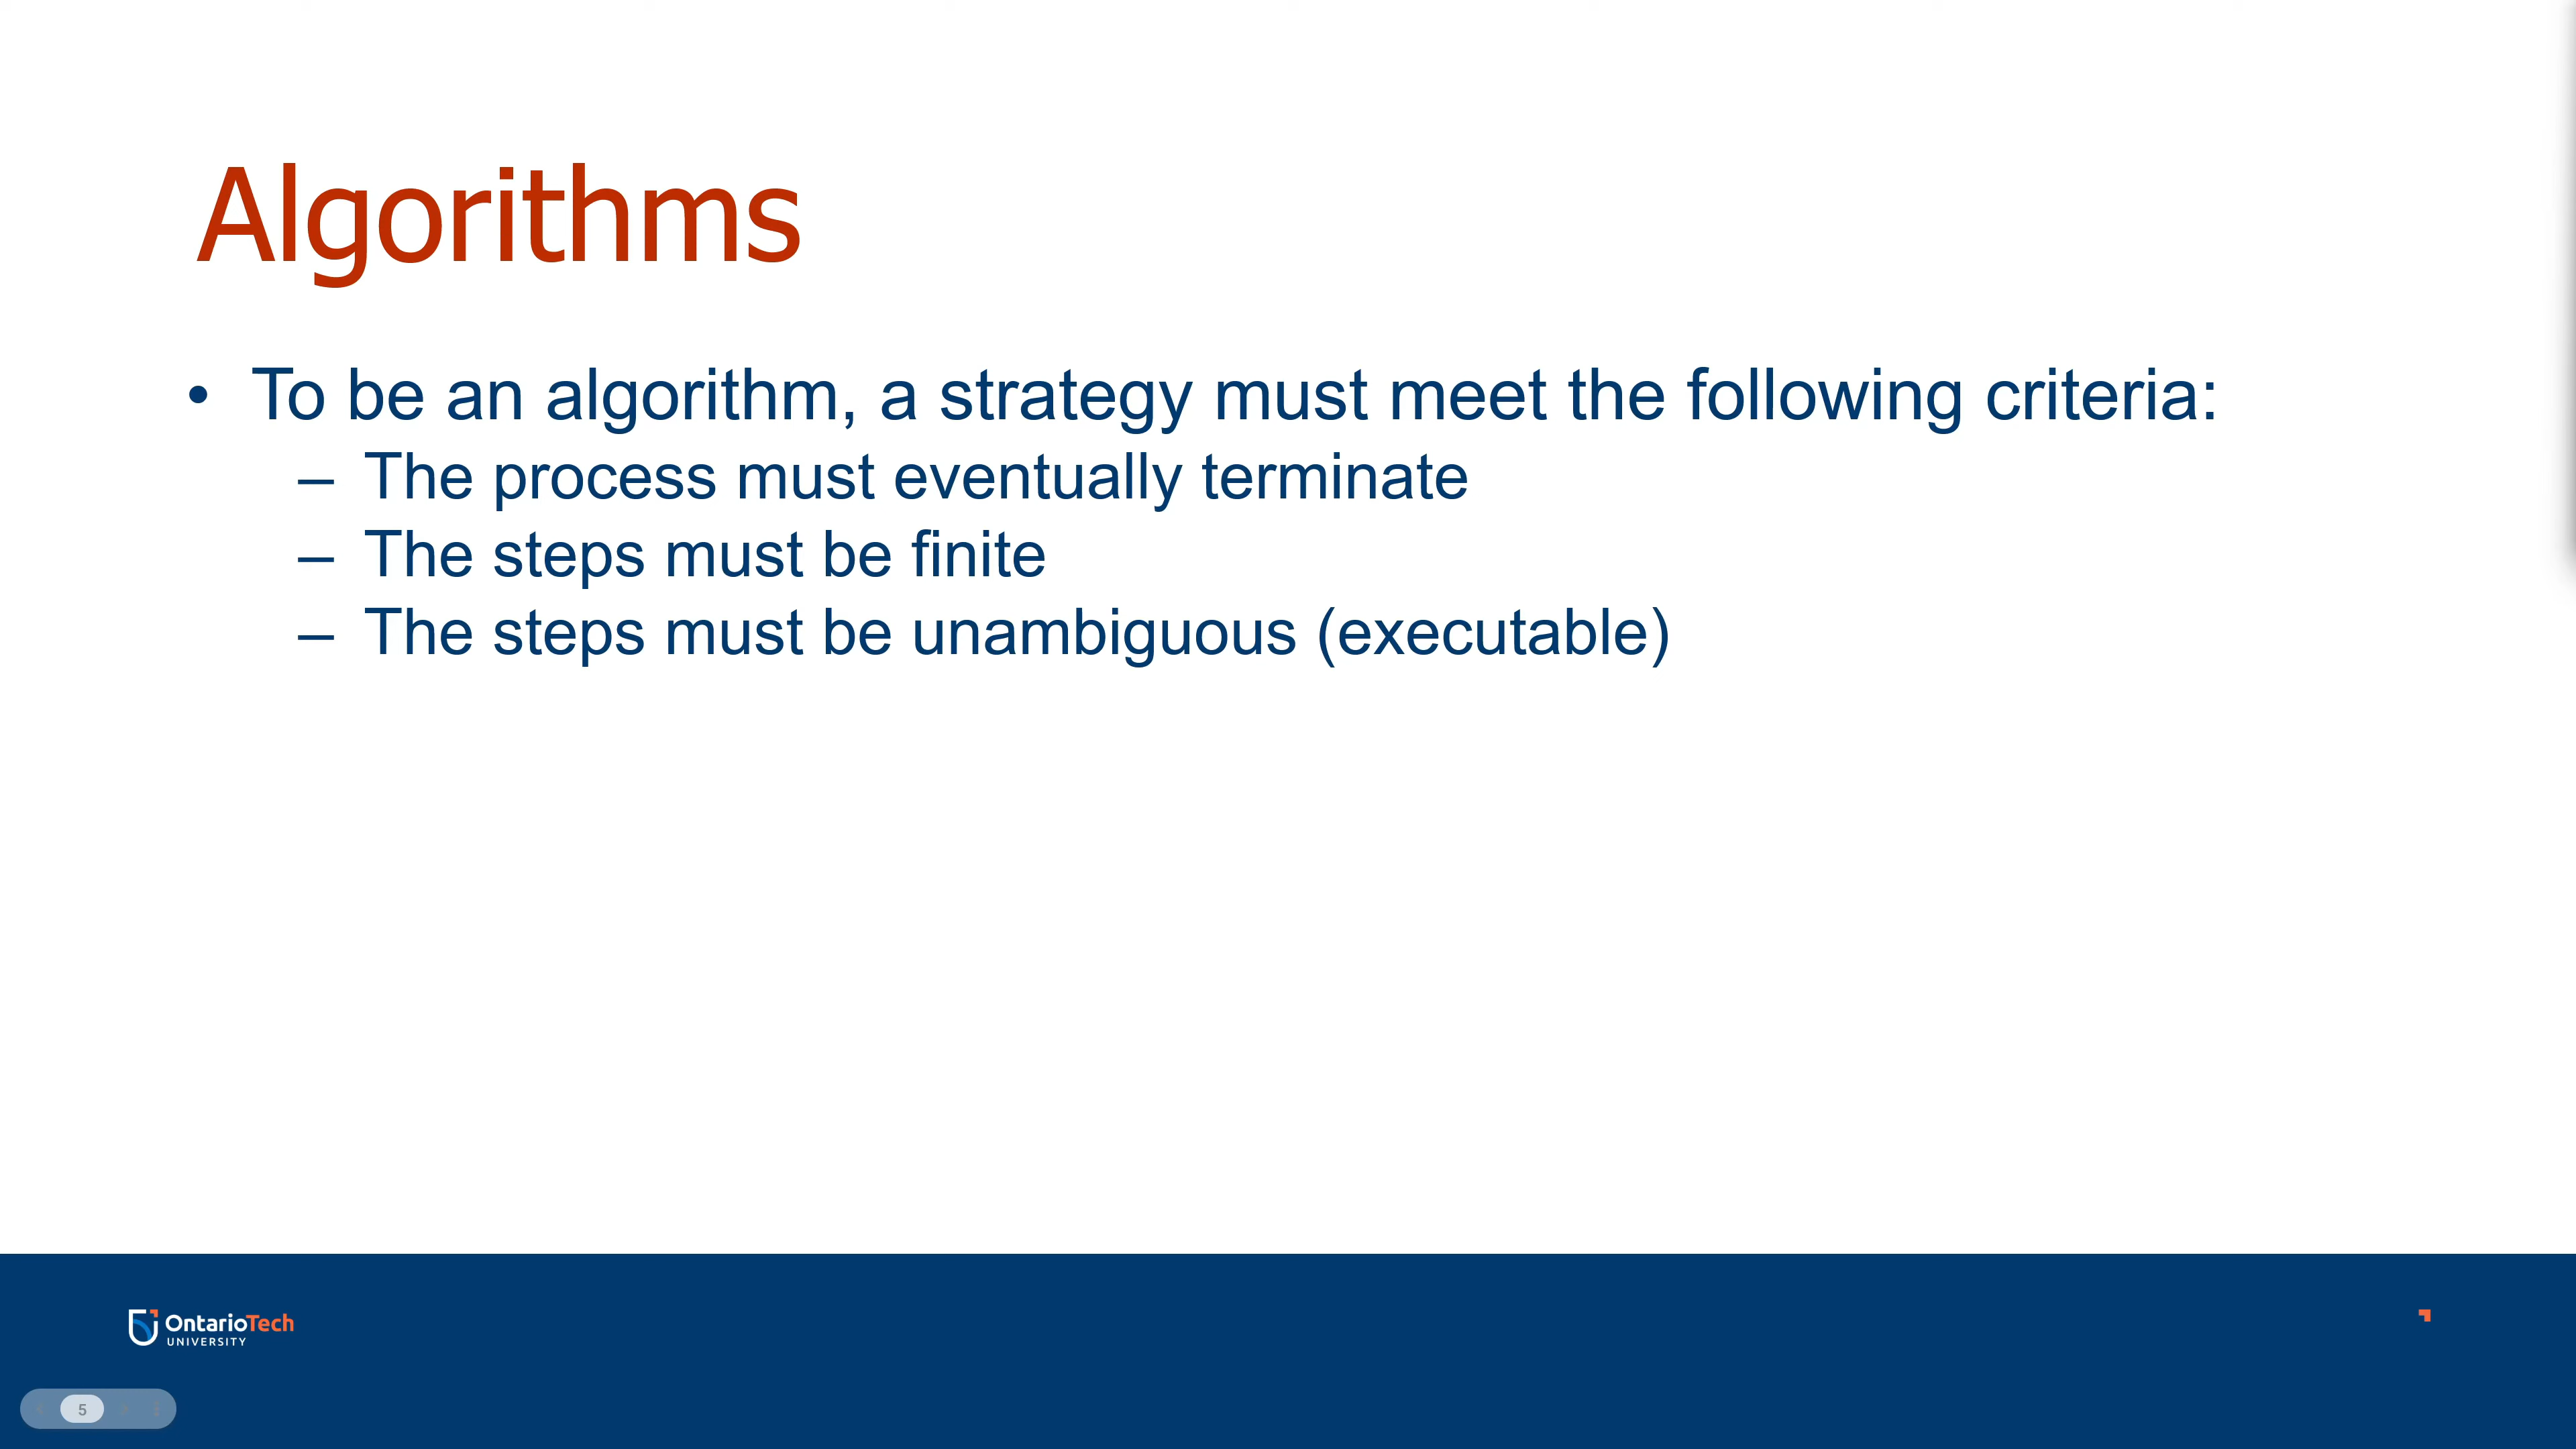 Algorithms
• To be an algorithm, a strategy must meet the following criteria:
– The process must eventually terminate
– The steps must be finite
– The steps must be unambiguous (executable)
OntarioTech
UNIVERSITY
5